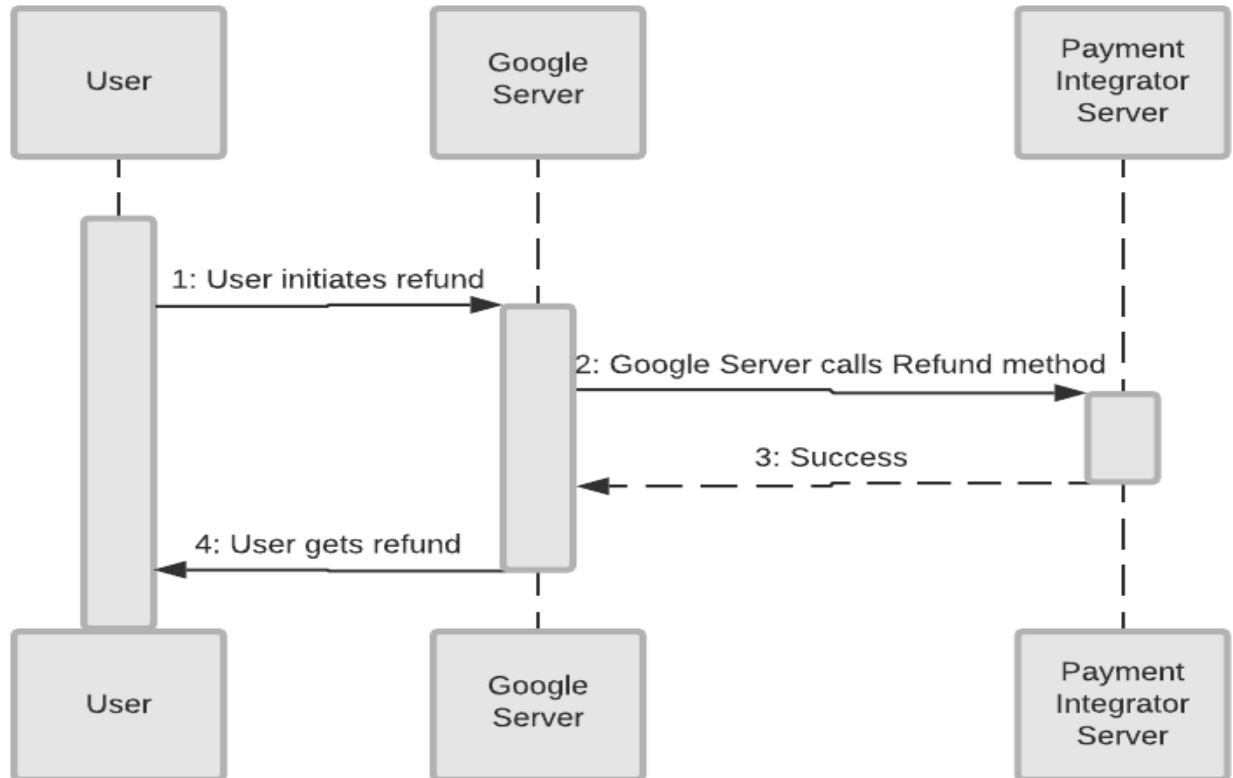 User
Google
Server
Payment
Integrator
Server
1: User initiates refund
2: Google Server calls Refund method
3: Success
4: User gets refund
User
Google
Server
Payment
Integrator
Server